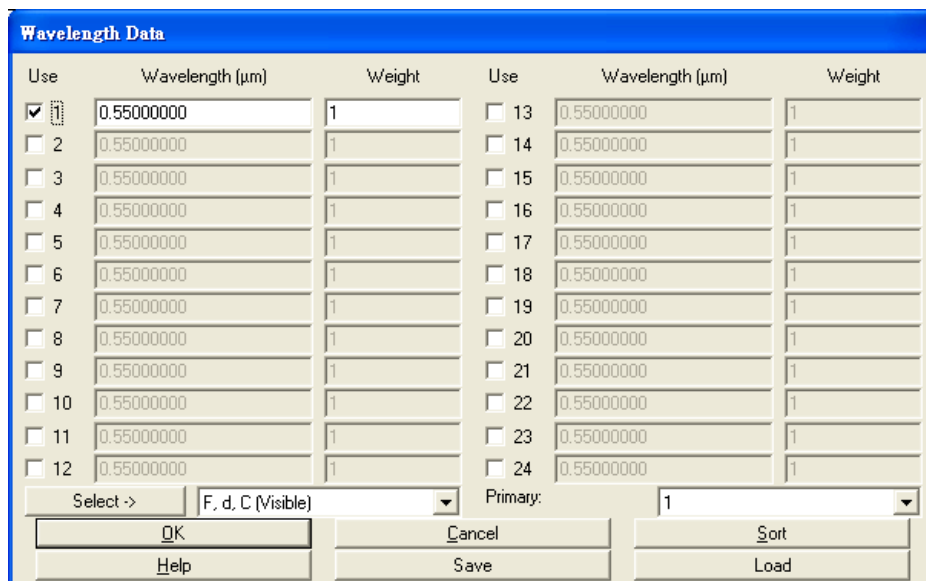 Wavelength Data
Use Wavelength (µm) Weight Use Wavelength (µm) Weight
1 0.55000000 1 13 0.55000000 1
2 0.55000000 1 14 0.55000000 1
3 0.55000000 1 15 0.55000000 1
4 0.55000000 1 16 0.55000000 1
5 0.55000000 1 17 0.55000000 1
6 0.55000000 1 18 0.55000000 1
7 0.55000000 1 19 0.55000000 1
8 0.55000000 1 20 0.55000000 1
9 0.55000000 1 21 0.55000000 1
10 0.55000000 1 22 0.55000000 1
11 0.55000000 1 23 0.55000000 1
12 0.55000000 1 24 0.55000000 1
Select -> F, d, C (Visible) Primary: 1
OK Cancel Sort
Help Save Load